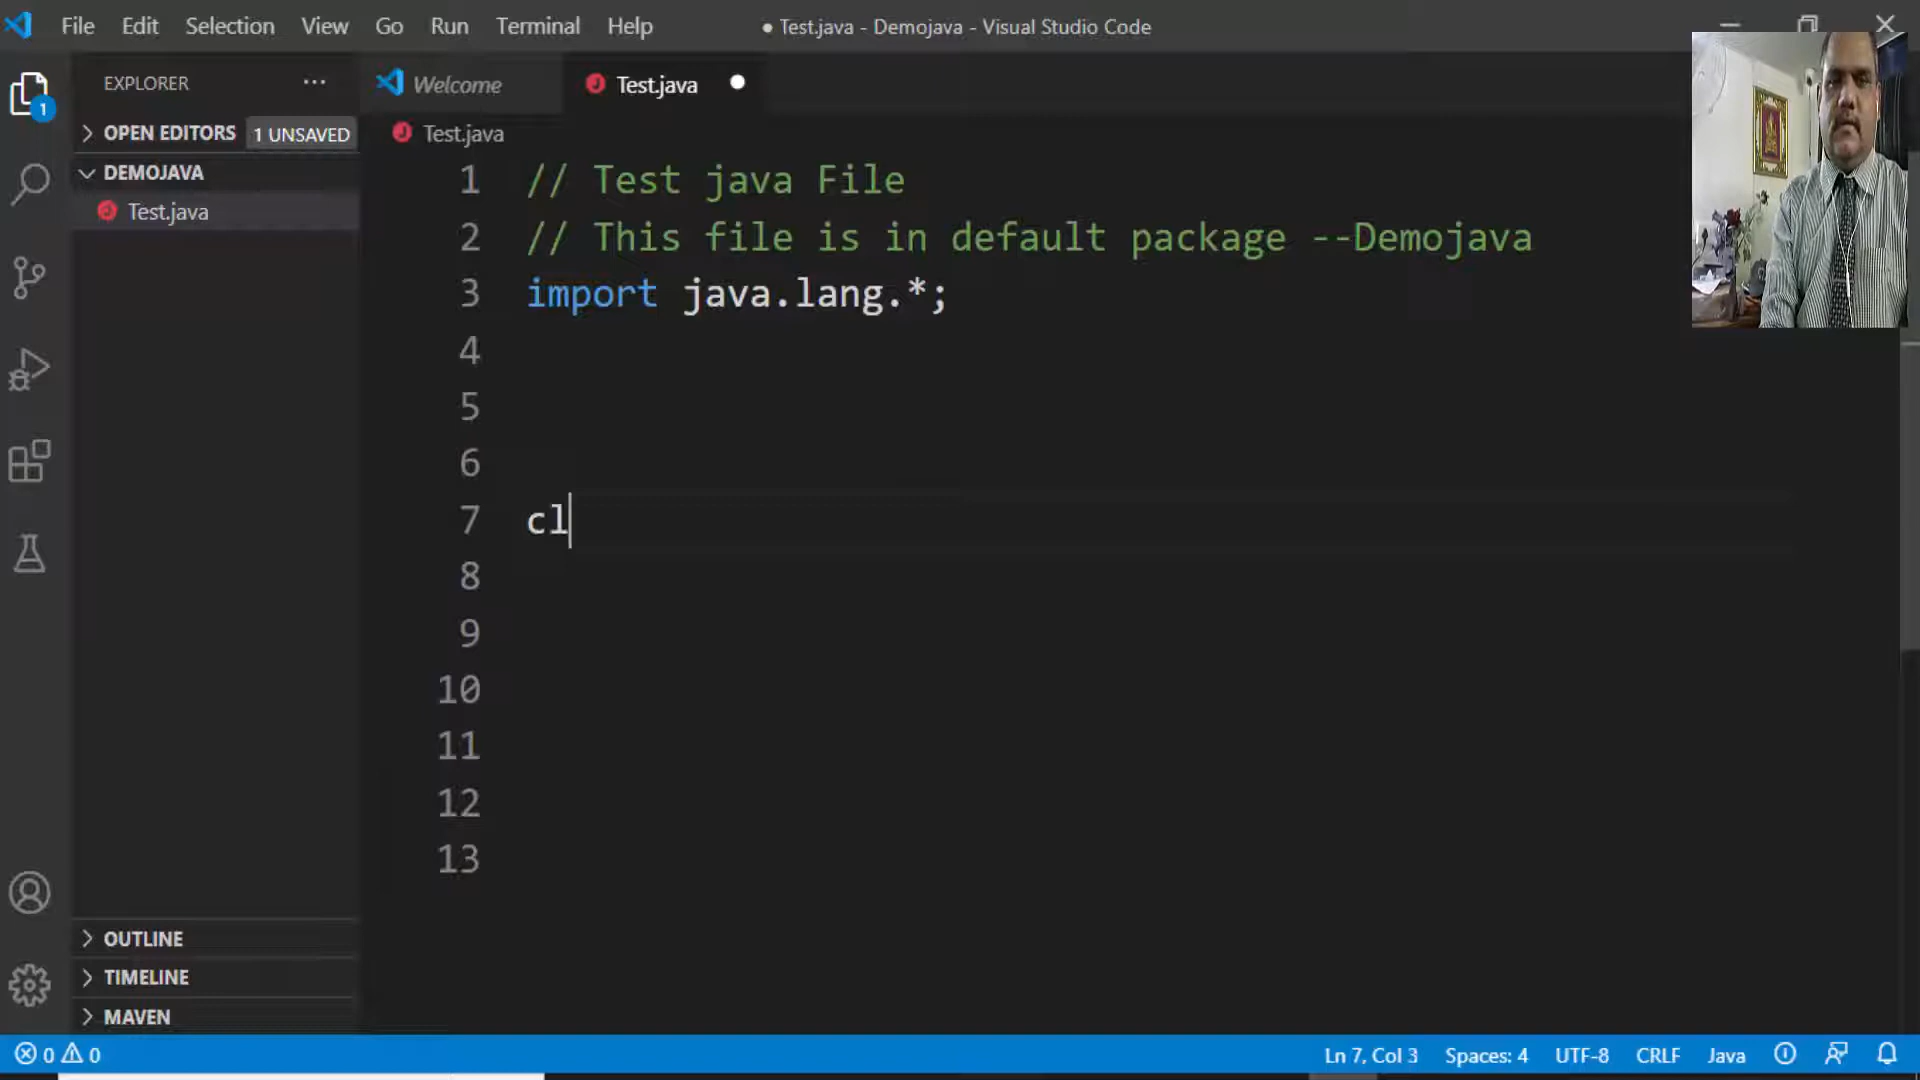 File Edit Selection View Go Run Terminal Help
● Test.java - Demojava - Visual Studio Code
EXPLORER ...
Welcome
Test.java ●
1
OPEN EDITORS 1 UNSAVED
DEMOJAVA
Test.java
Test.java
1 // Test java File
2 // This file is in default package --Demojava
3 import java.lang.*;
4
5
6
7 cl
8
9
10
11
12
13
OUTLINE
TIMELINE
MAVEN
0 0
Ln 7, Col 3 Spaces: 4 UTF-8 CRLF Java